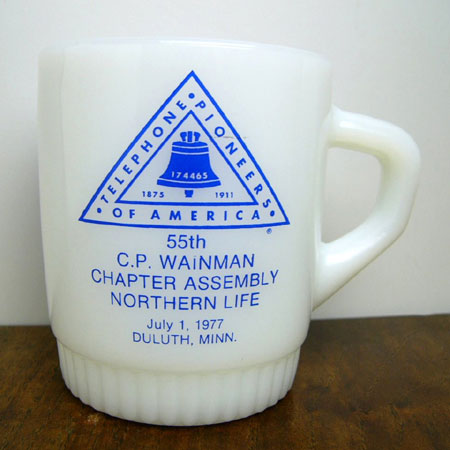 TELEPHONE • PIONEERS
• OF AMERICA •
174465
1875 1911
®
55th
C.P. WAiNMAN
CHAPTER ASSEMBLY
NORTHERN LIFE
July 1, 1977
DULUTH, MINN.